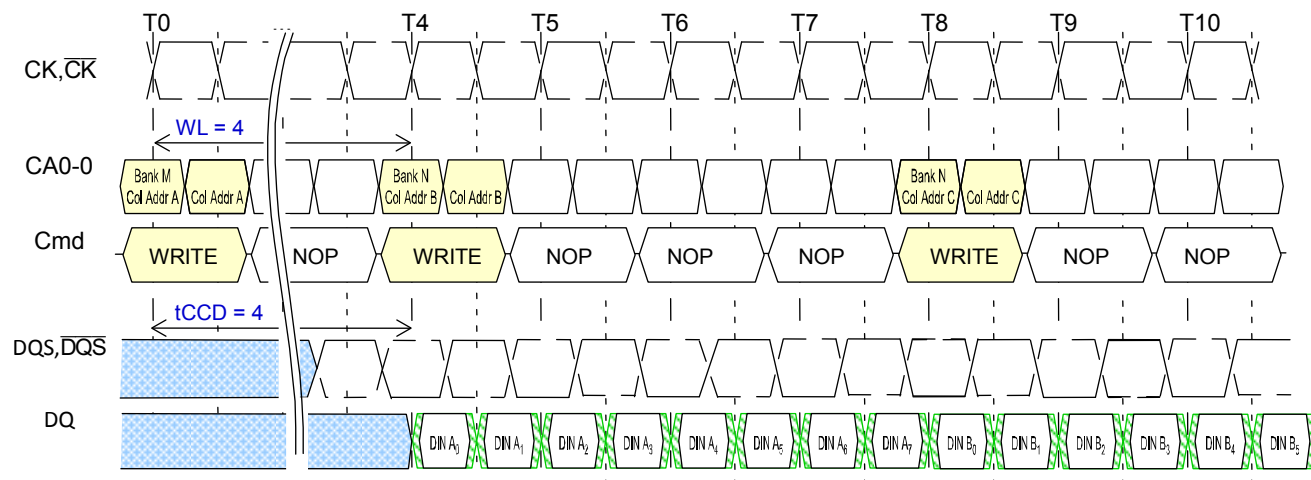 T0 ... T4 T5 T6 T7 T8 T9 T10
CK,C̅K̅
WL = 4
CA0-0
Bank M
Col Addr A
Col Addr A
Bank N
Col Addr B
Col Addr B
Bank N
Col Addr C
Col Addr C
Cmd WRITE NOP WRITE NOP NOP NOP WRITE NOP NOP
tCCD = 4
DQS,D̅Q̅S̅
DQ DIN A₀ DIN A₁ DIN A₂ DIN A₃ DIN A₄ DIN A₅ DIN A₆ DIN A₇ DIN B₀ DIN B₁ DIN B₂ DIN B₃ DIN B₄ DIN B₅